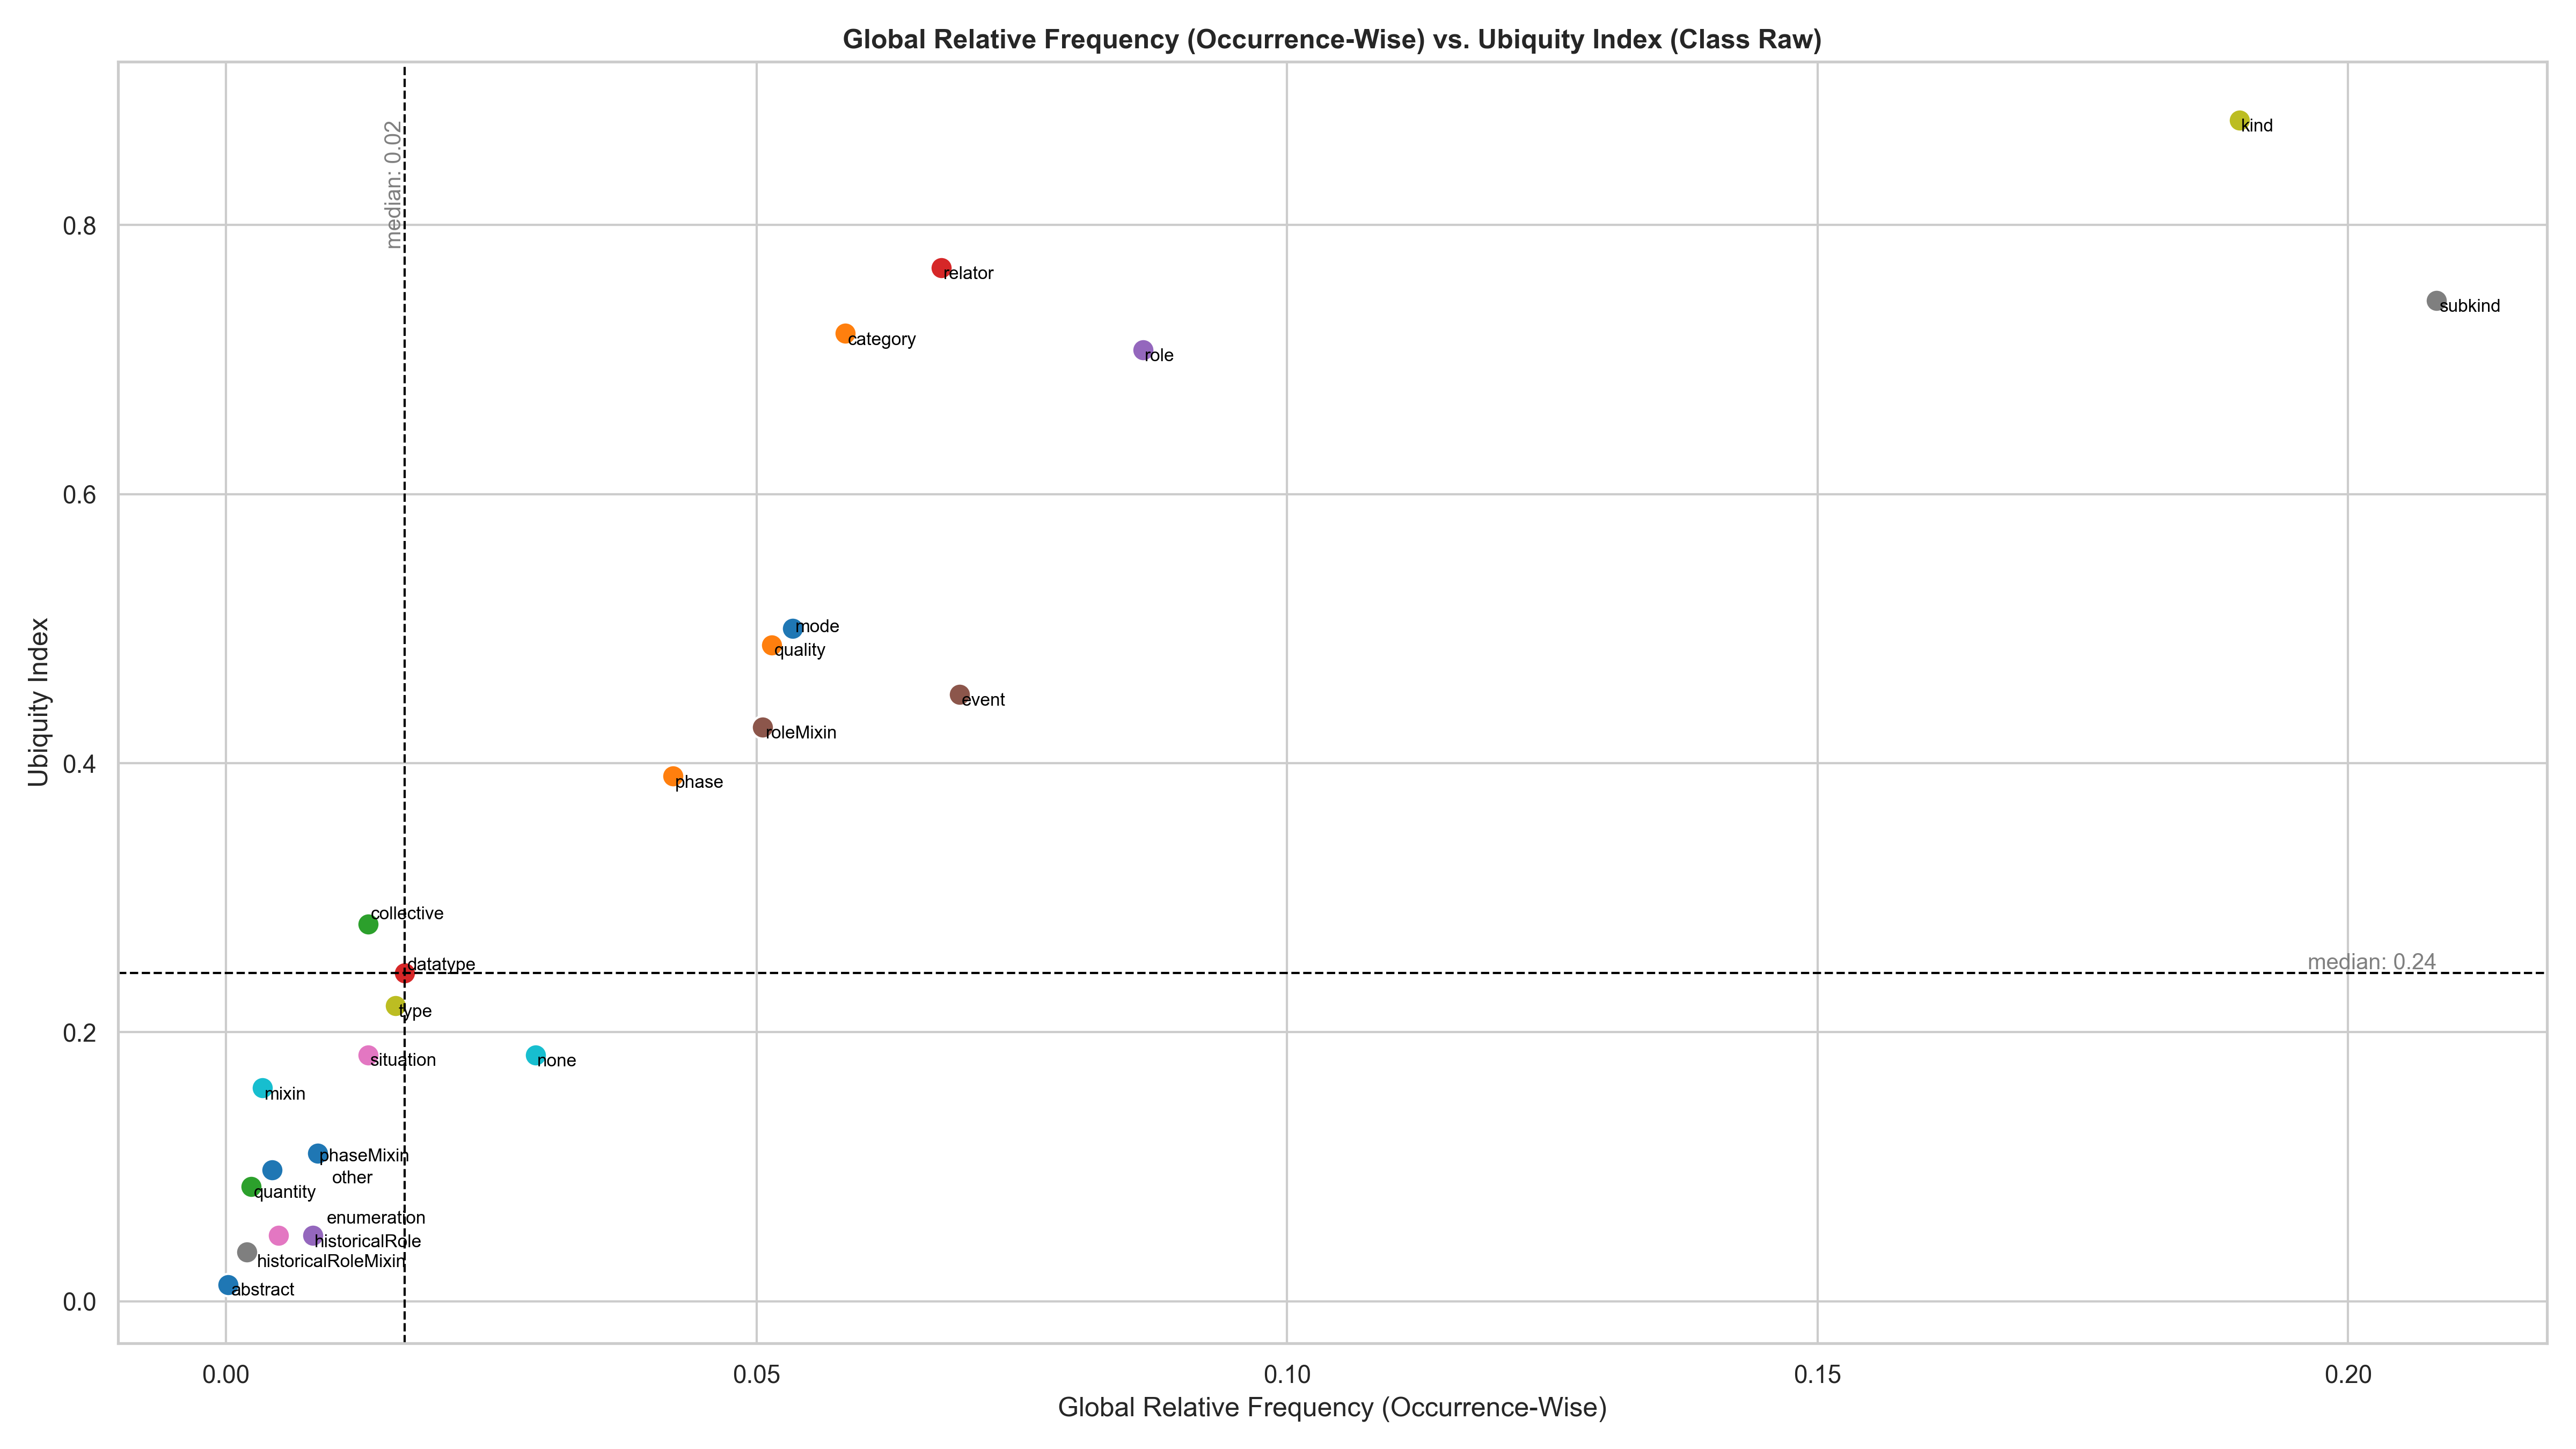 Global Relative Frequency (Occurrence-Wise) vs. Ubiquity Index (Class Raw)
median: 0.02
kind
0.8
relator
subkind
category
role
0.6
mode
quality
Ubiquity Index
event
roleMixin
0.4
phase
collective
datatype
median: 0.24
type
0.2
situation
none
mixin
phaseMixin
other
quantity
enumeration
historicalRole
historicalRoleMixin
abstract
0.0
0.00
0.05
0.10
0.15
0.20
Global Relative Frequency (Occurrence-Wise)